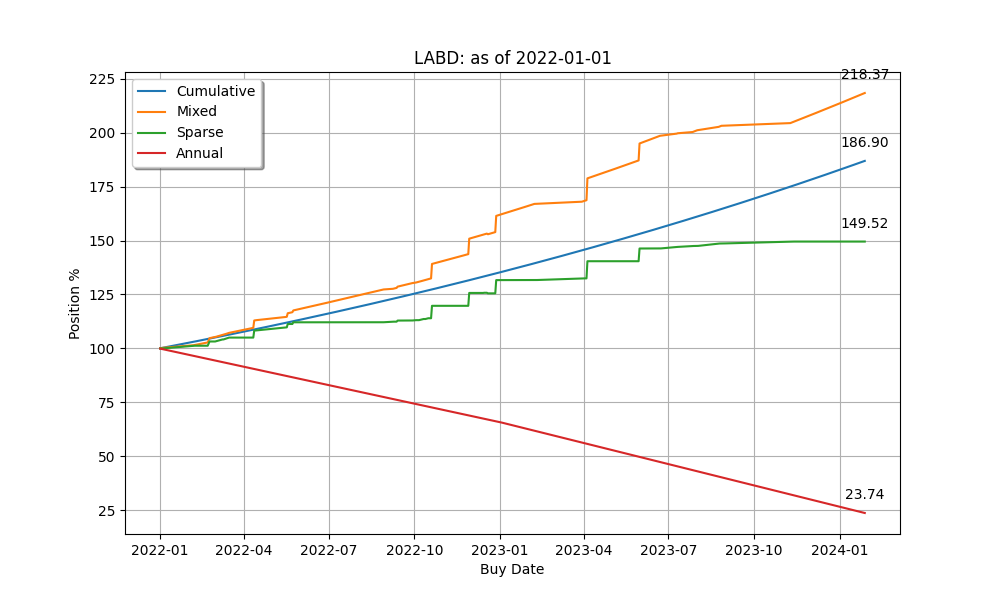 LABD: as of 2022-01-01
218.37
186.90
149.52
23.74
Cumulative
Mixed
Sparse
Annual
225
200
175
150
125
100
75
50
25
Position %
2022-01 2022-04 2022-07 2022-10 2023-01 2023-04 2023-07 2023-10 2024-01
Buy Date